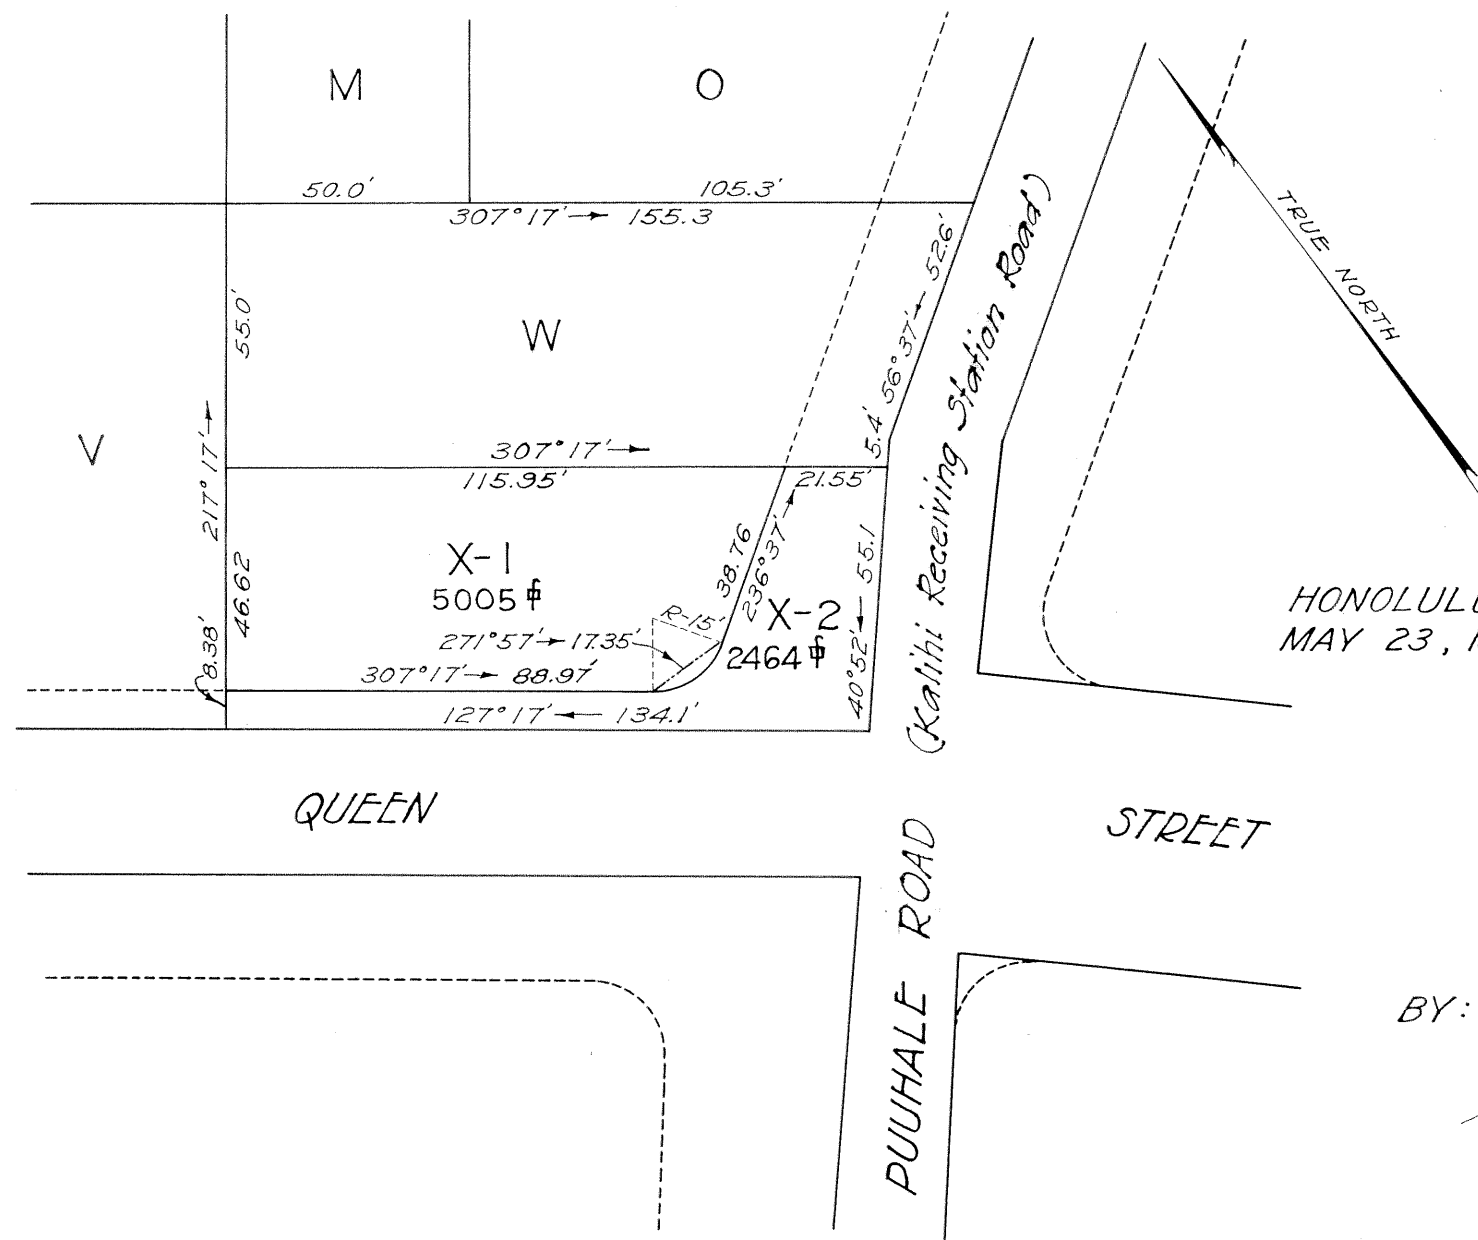 M
O
50.0'
105.3'
307°17'→ 155.3
TRUE NORTH
55.0'
W
56°37'← 52.6'
(Kalihi Receiving Station Road)
V
217°17'→
307°17'→
5.4'
115.95'
21.55'
X-1
5005
46.62
38.76
236°37'→
40°52'← 55.1
R-15'
X-2
2464
271°57'→ 17.35'
307°17'→ 88.97'
8.38'
127°17'← 134.1'
HONOLULU
MAY 23,
QUEEN
STREET
PUUHALE ROAD
BY: